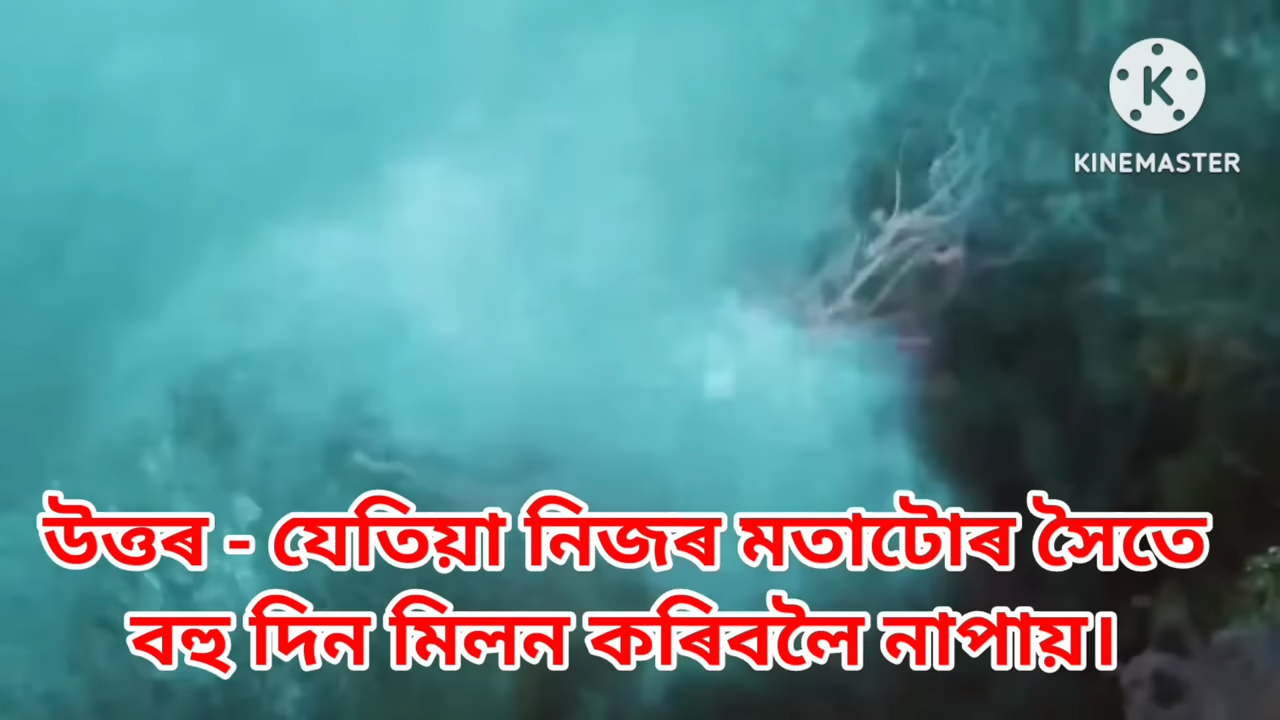 KINEMASTER
উত্তৰ - যেতিয়া নিজৰ মতাটোৰ সৈতে
বহু দিন মিলন কৰিবলৈ নাপায়।